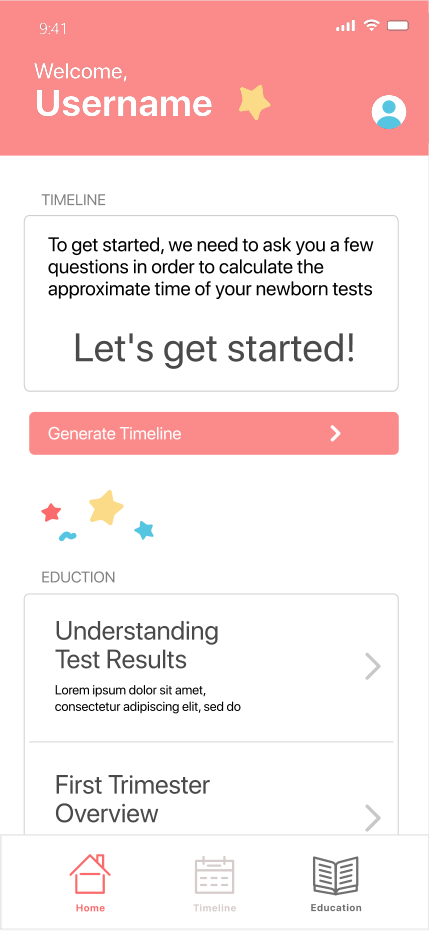 9:41
Welcome,
Username
TIMELINE
To get started, we need to ask you a few
questions in order to calculate the
approximate time of your newborn tests
Let's get started!
Generate Timeline
EDUCTION
Understanding
Test Results
Lorem ipsum dolor sit amet,
consectetur adipiscing elit, sed do
First Trimester
Overview
Home
Timeline
Education